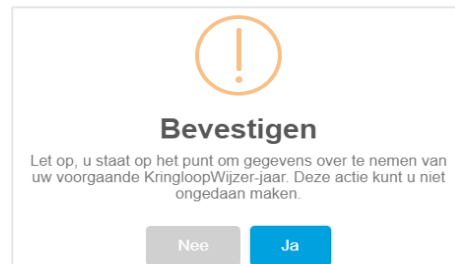 Bevestigen
Let op, u staat op het punt om gegevens over te nemen van
uw voorgaande KringloopWijzer-jaar. Deze actie kunt u niet
ongedaan maken.
Nee Ja